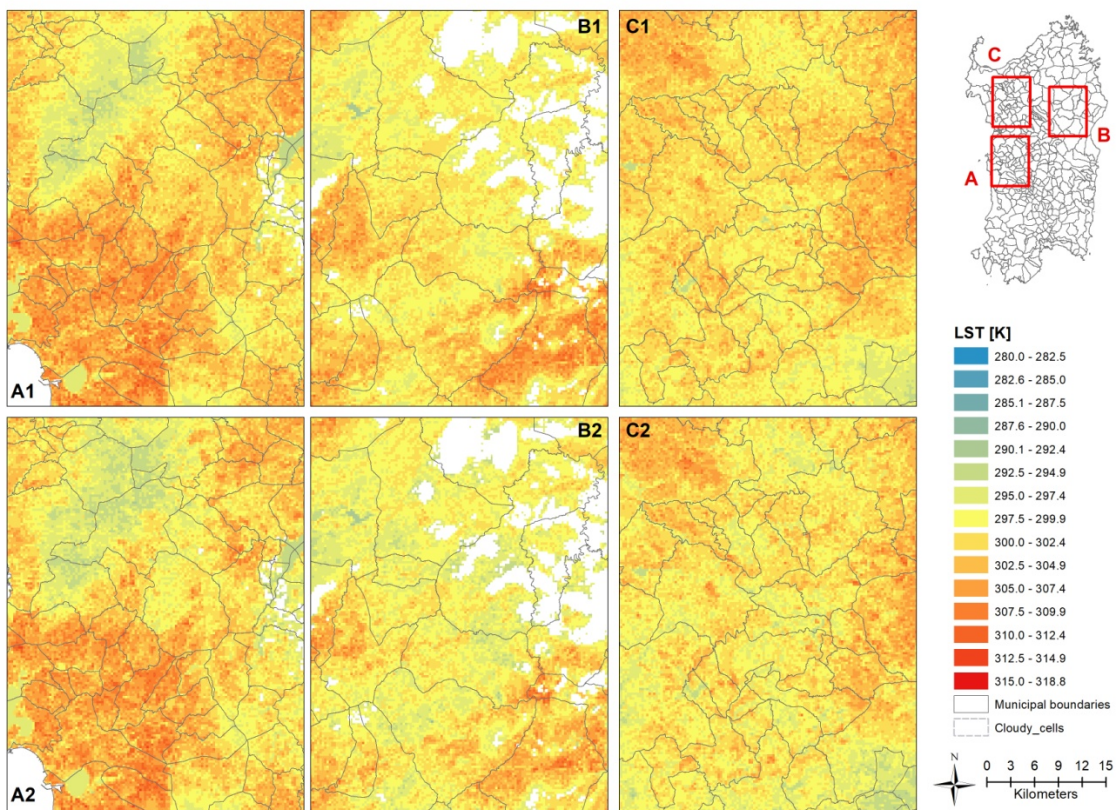 A1
B1
C1
A2
B2
C2
C
B
A
LST [K]
280.0 - 282.5
282.6 - 285.0
285.1 - 287.5
287.6 - 290.0
290.1 - 292.4
292.5 - 294.9
295.0 - 297.4
297.5 - 299.9
300.0 - 302.4
302.5 - 304.9
305.0 - 307.4
307.5 - 309.9
310.0 - 312.4
312.5 - 314.9
315.0 - 318.8
Municipal boundaries
Cloudy_cells
N
0 3 6 9 12 15
Kilometers